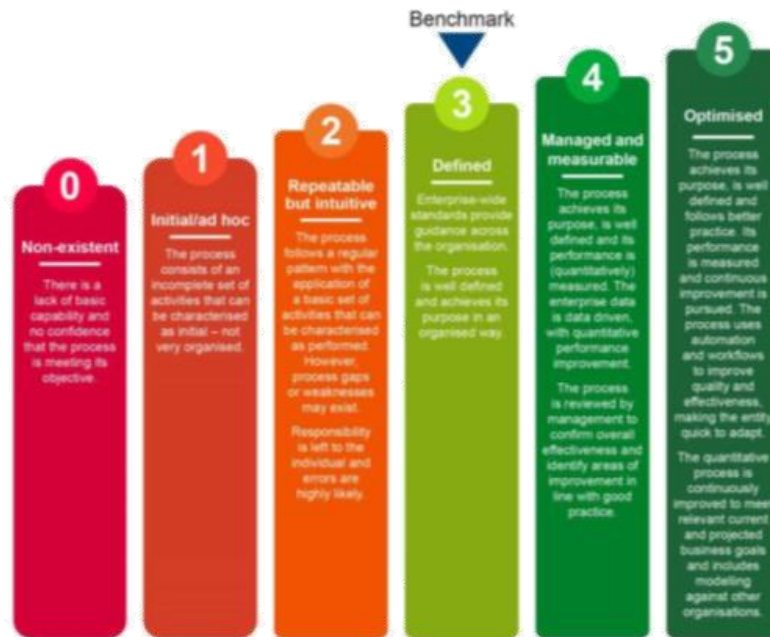 Benchmark
0
Non-existent
There is a
lack of basic
capability and
no confidence
that the process
is meeting its
objective.
1
Initial/ad hoc
The process
consists of an
incomplete set of
activities that can
be characterised
as initial – not
very organised.
2
Repeatable
but intuitive
The process
follows a regular
pattern with the
application of
a basic set of
activities that can
be characterised
as performed.
However,
process gaps
or weaknesses
may exist.
Responsibility
is left to the
individual and
errors are
highly likely.
3
Defined
Enterprise-wide
standards provide
guidance across
the organisation.
The process
is well defined
and achieves its
purpose in an
organised way.
4
Managed and
measurable
The process
achieves its
purpose, is well
defined and its
performance is
(quantitatively)
measured. The
enterprise data
is data driven,
with quantitative
performance
improvement.
The process
is reviewed by
management to
confirm overall
effectiveness and
identify areas of
improvement in
line with good
practice.
5
Optimised
The process
achieves its
purpose, is well
defined and
follows better
practice. Its
performance
is measured
and continuous
improvement is
pursued. The
process uses
automation
and workflows
to improve
quality and
effectiveness,
making the entity
quick to adapt.
The quantitative
process is
continuously
improved to meet
relevant current
and projected
business goals
and includes
modelling
against other
organisations.